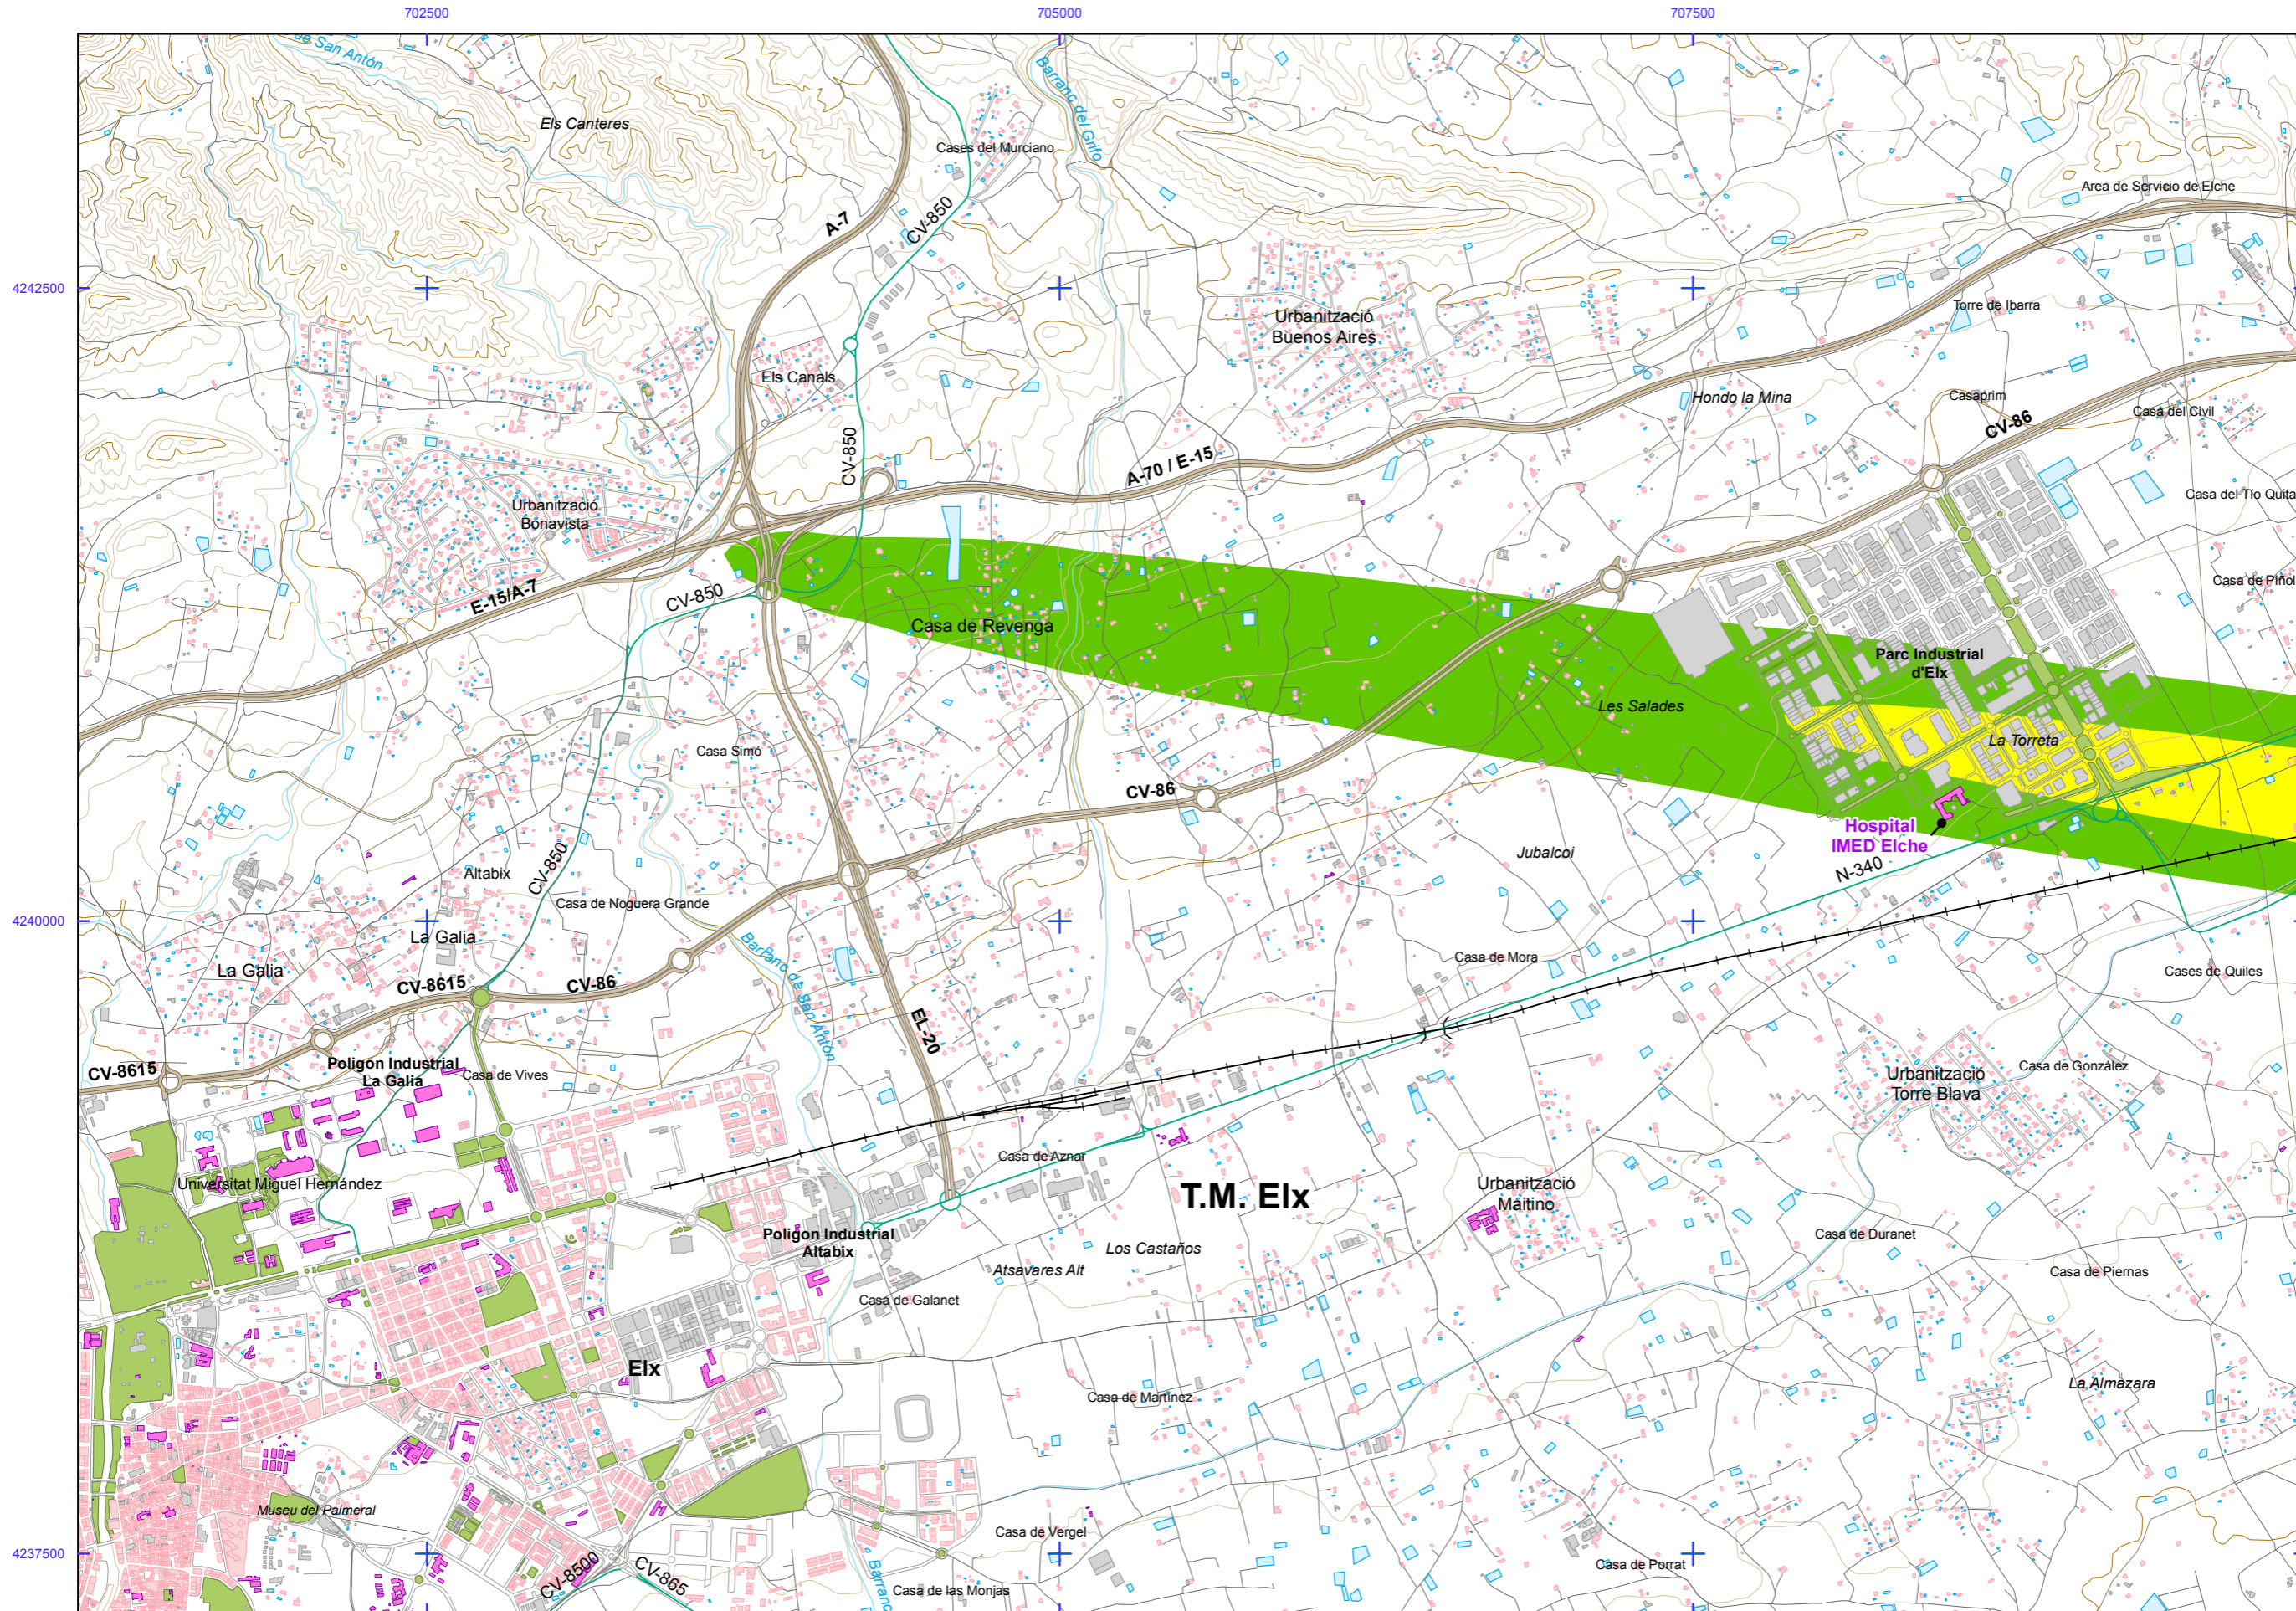 702500
705000
707500
de San Antón
Barranc del Grifo
Els Canteres
Cases del Murciano
Area de Servicio de Elche
A-7
CV-850
4242500
Torre de Ibarra
Urbanització
Buenos Aires
Els Canals
Hondo la Mina
Casaprim
Casa del Civil
CV-86
CV-850
A-70 / E-15
Casa del Tío Quita
Urbanització
Bonavista
E-15/A-7
CV-850
Casa de Piñol
Casa de Revenga
Parc Industrial
d'Elx
Les Salades
La Torreta
Casa Simó
CV-86
Hospital
IMED Elche
Jubalcoi
N-340
Altabix
CV-850
Casa de Noguera Grande
4240000
La Galia
Barranc de San Antón
La Galia
Casa de Mora
Cases de Quiles
CV-8615
CV-86
EL-20
CV-8615
Poligon Industrial
La Galia
Casa de Vives
Urbanització
Torre Blava
Casa de González
Casa de Aznar
Universitat Miguel Hernández
T.M. Elx
Urbanització
Maitino
Poligon Industrial
Altabix
Casa de Duranet
Los Castaños
Atsavares Alt
Casa de Piernas
Casa de Galanet
Elx
La Almazara
Casa de Martínez
Museu del Palmeral
Casa de Vergel
4237500
CV-8500
CV-865
Casa de Porrat
Casa de las Monjas
Barranc